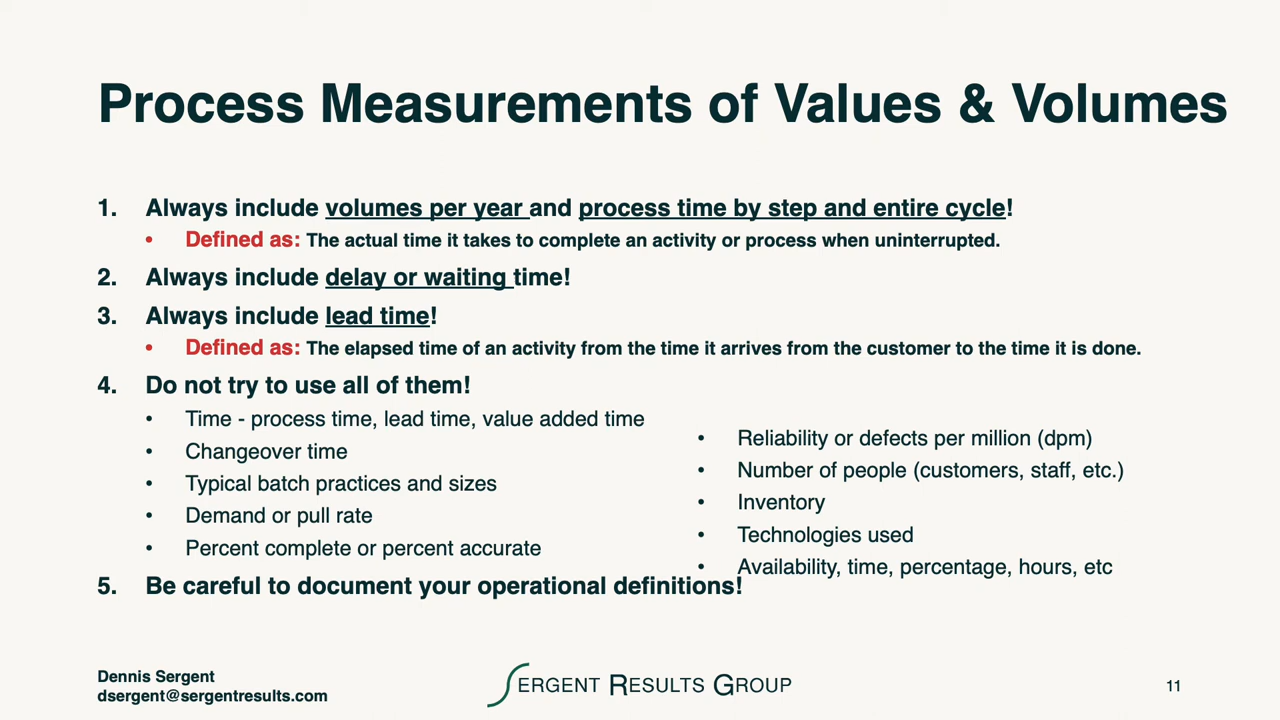 Process Measurements of Values & Volumes
1. Always include volumes per year and process time by step and entire cycle!
• Defined as: The actual time it takes to complete an activity or process when uninterrupted.
2. Always include delay or waiting time!
3. Always include lead time!
• Defined as: The elapsed time of an activity from the time it arrives from the customer to the time it is done.
4. Do not try to use all of them!
• Time - process time, lead time, value added time
• Changeover time
• Typical batch practices and sizes
• Demand or pull rate
• Percent complete or percent accurate
• Reliability or defects per million (dpm)
• Number of people (customers, staff, etc.)
• Inventory
• Technologies used
• Availability, time, percentage, hours, etc
5. Be careful to document your operational definitions!
Dennis Sergent
dsergent@sergentresults.com
SERGENT RESULTS GROUP
11